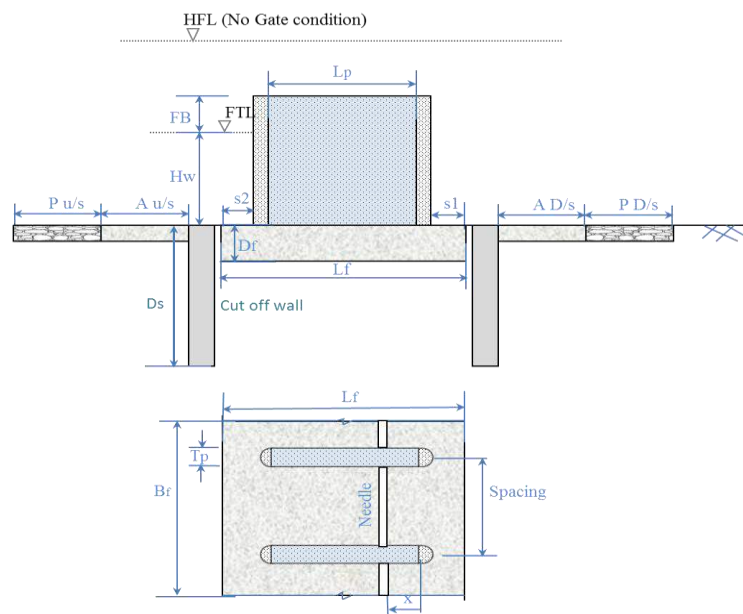 HFL (No Gate condition)
Lp
FB
FTL
Hw
s2
s1
P u/s
A u/s
A D/s
P D/s
Df
Lf
Ds
Cut off wall
Lf
Tp
Bf
Needle
Spacing
x